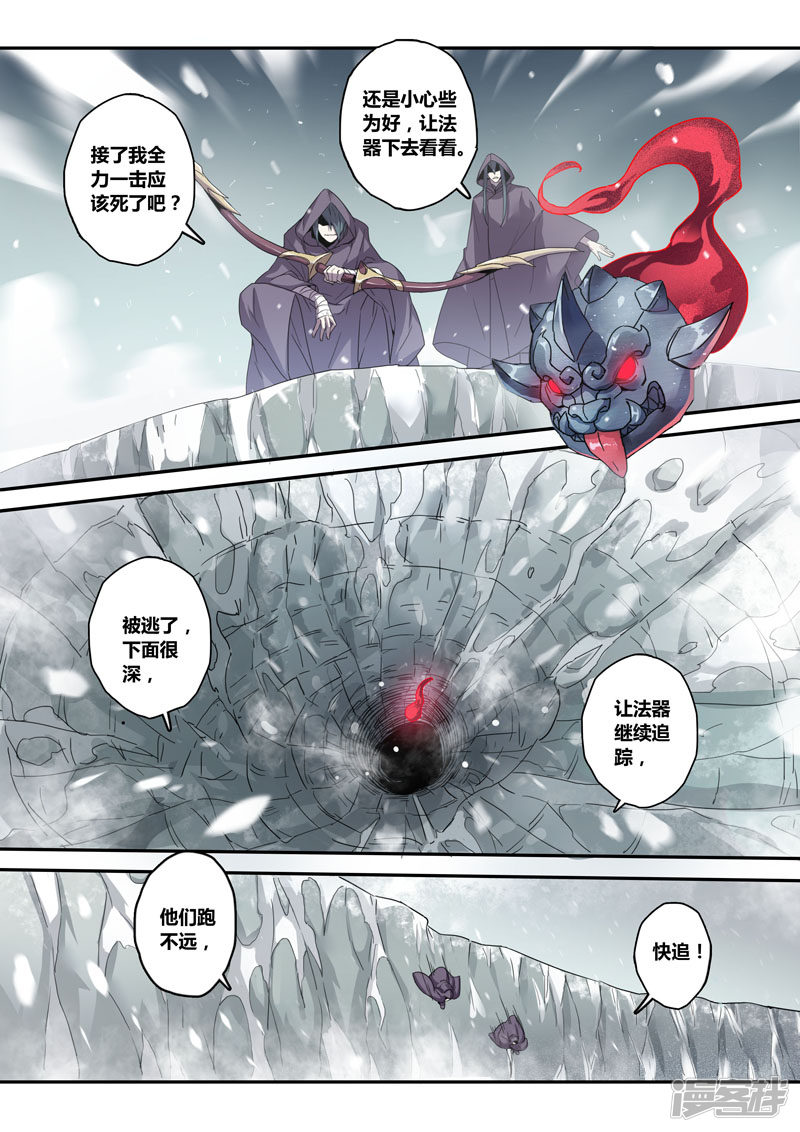 接了我全
力一击应
该死了吧？
还是小心些
为好，让法
器下去看看。
被逃了，
下面很
深，
让法器
继续追
踪，
他们跑
不远，
快追！
漫客栈